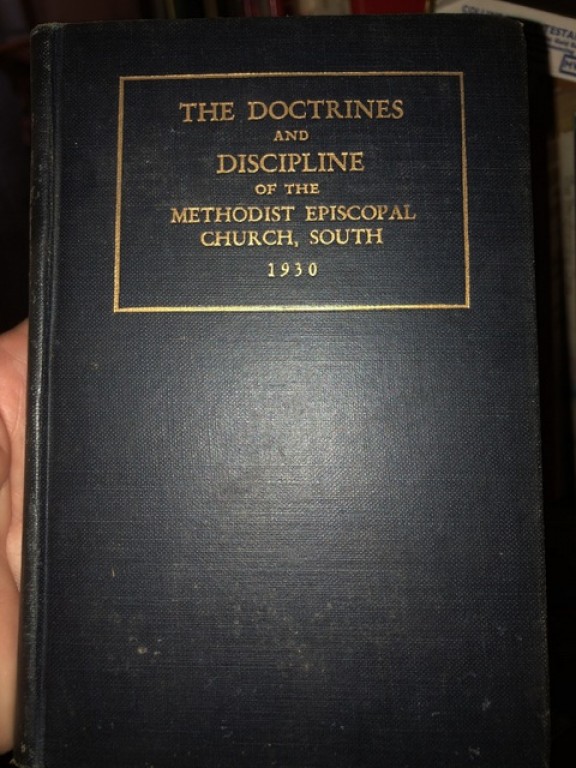 THE DOCTRINES
AND
DISCIPLINE
OF THE
METHODIST EPISCOPAL
CHURCH, SOUTH
1930